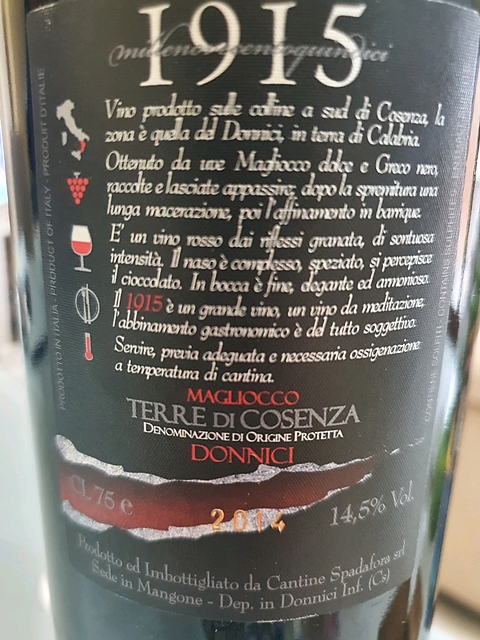 1915
millenovecentoquindici
Vino prodotto sulle colline a sud di Cosenza, la
zona è quella del Donnici, in terra di Calabria.
Ottenuto da uve Magliocco dolce e Greco nero,
raccolte e lasciate appassire; dopo la spremitura una
lunga macerazione, poi l'affinamento in barrique.
E' un vino rosso dai riflessi granata, di sontuosa
intensità. Il naso è complesso, speziato, si percepisce
il cioccolato. In bocca è fine, elegante ed armonioso.
Il 1915 è un grande vino, un vino da meditazione,
l'abbinamento gastronomico è del tutto soggettivo.
Servire, previa adeguata e necessaria ossigenazione
a temperatura di cantina.
MAGLIOCCO
TERRE DI COSENZA
DENOMINAZIONE DI ORIGINE PROTETTA
DONNICI
CL 75 e
2014
14,5% Vol.
Prodotto ed Imbottigliato da Cantine Spadafora srl
Sede in Mangone - Dep. in Donnici Inf. (Cs)
PRODOTTO IN ITALIA - PRODUCT OF ITALY - PRODUIT D'ITALIE